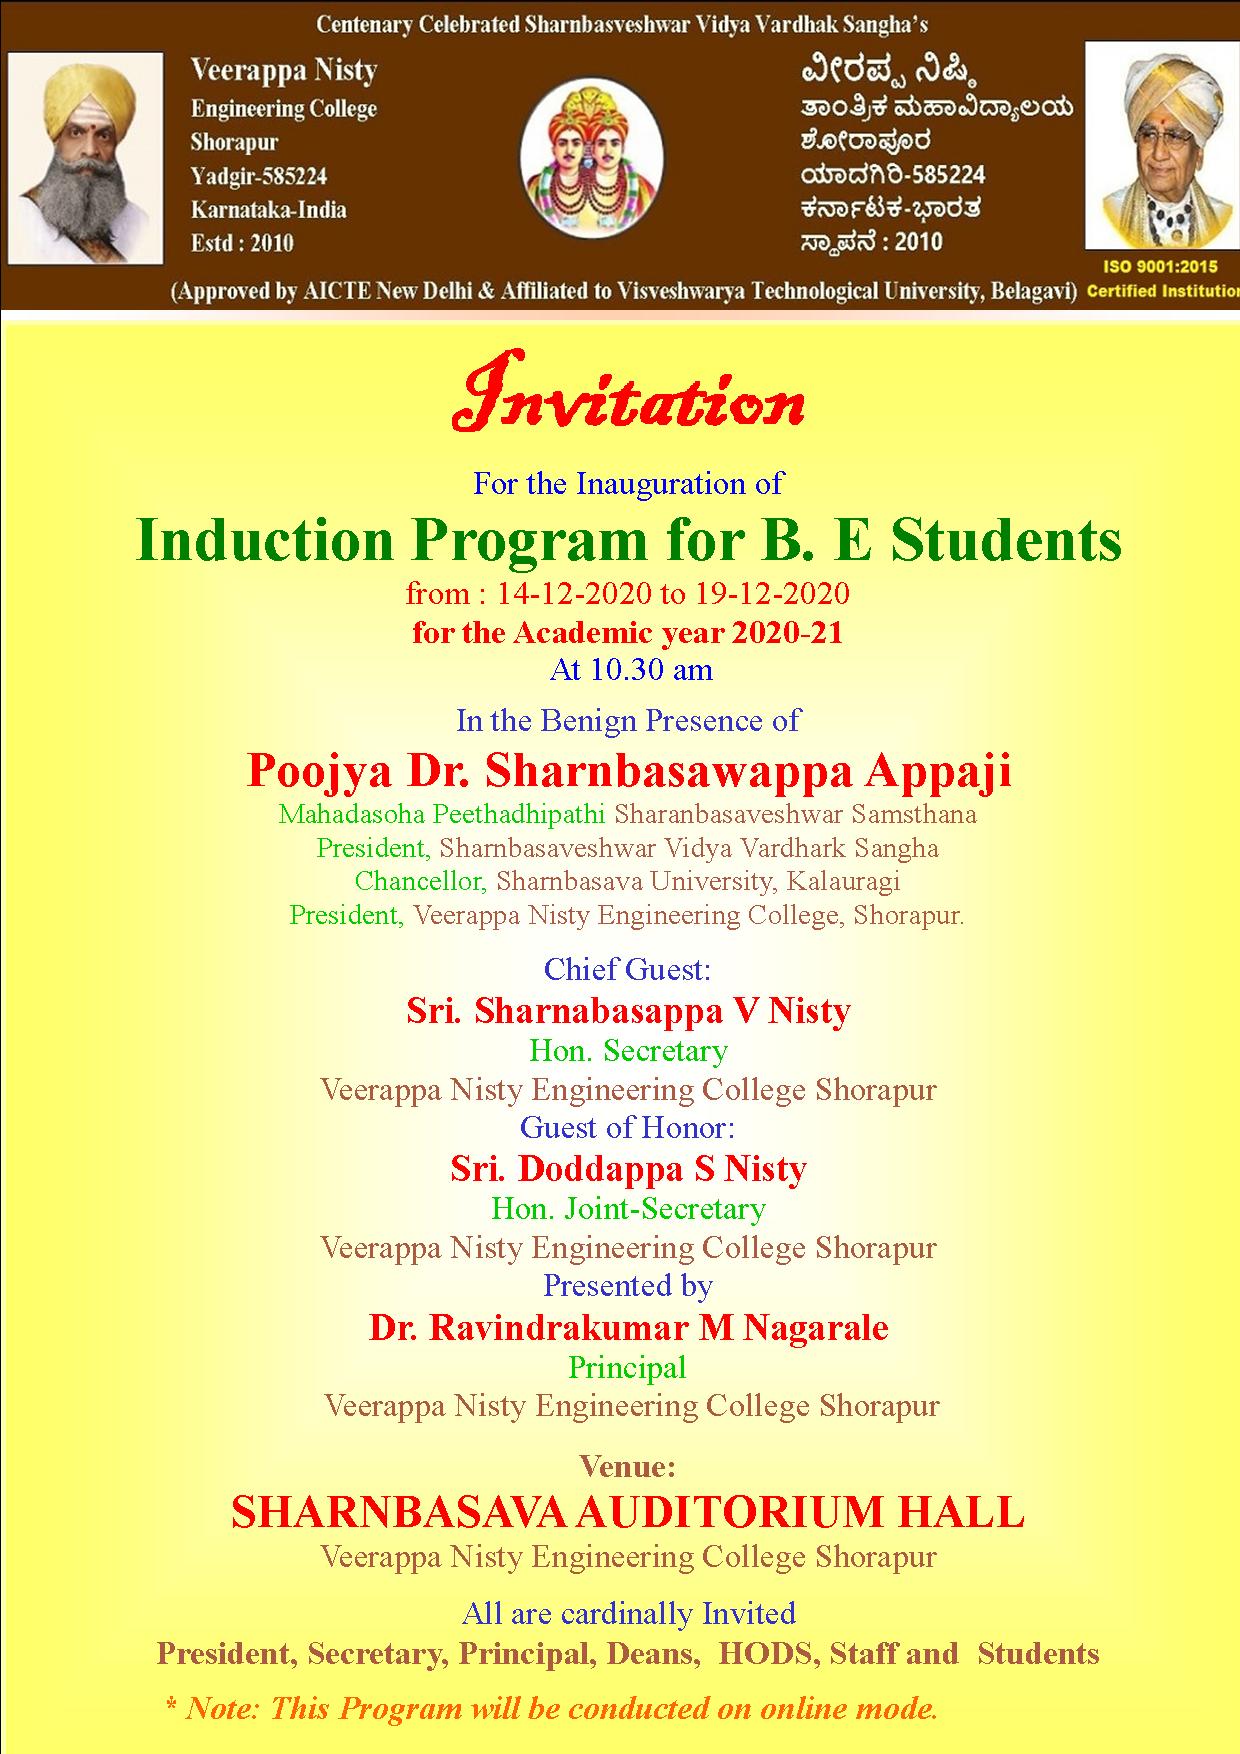 Centenary Celebrated Sharnbasveshwar Vidya Vardhak Sangha's
Veerappa Nisty
Engineering College
Shorapur
Yadgir-585224
Karnataka-India
Estd : 2010
ವೀರಪ್ಪ ನಿಷ್ಠಿ
ತಾಂತ್ರಿಕ ಮಹಾವಿದ್ಯಾಲಯ
ಶೋರಾಪೂರ
ಯಾದಗಿರಿ-585224
ಕರ್ನಾಟಕ-ಭಾರತ
ಸ್ಥಾಪನೆ : 2010
ISO 9001:2015
Certified Institution
(Approved by AICTE New Delhi & Affiliated to Visveshwarya Technological University, Belagavi)
Invitation
For the Inauguration of
Induction Program for B. E Students
from : 14-12-2020 to 19-12-2020
for the Academic year 2020-21
At 10.30 am
In the Benign Presence of
Poojya Dr. Sharnbasawappa Appaji
Mahadasoha Peethadhipathi Sharanbasaveshwar Samsthana
President, Sharnbasaveshwar Vidya Vardhark Sangha
Chancellor, Sharnbasava University, Kalauragi
President, Veerappa Nisty Engineering College, Shorapur.
Chief Guest:
Sri. Sharnabasappa V Nisty
Hon. Secretary
Veerappa Nisty Engineering College Shorapur
Guest of Honor:
Sri. Doddappa S Nisty
Hon. Joint-Secretary
Veerappa Nisty Engineering College Shorapur
Presented by
Dr. Ravindrakumar M Nagarale
Principal
Veerappa Nisty Engineering College Shorapur
Venue:
SHARNBASAVA AUDITORIUM HALL
Veerappa Nisty Engineering College Shorapur
All are cardinally Invited
President, Secretary, Principal, Deans, HODS, Staff and Students
* Note: This Program will be conducted on online mode.